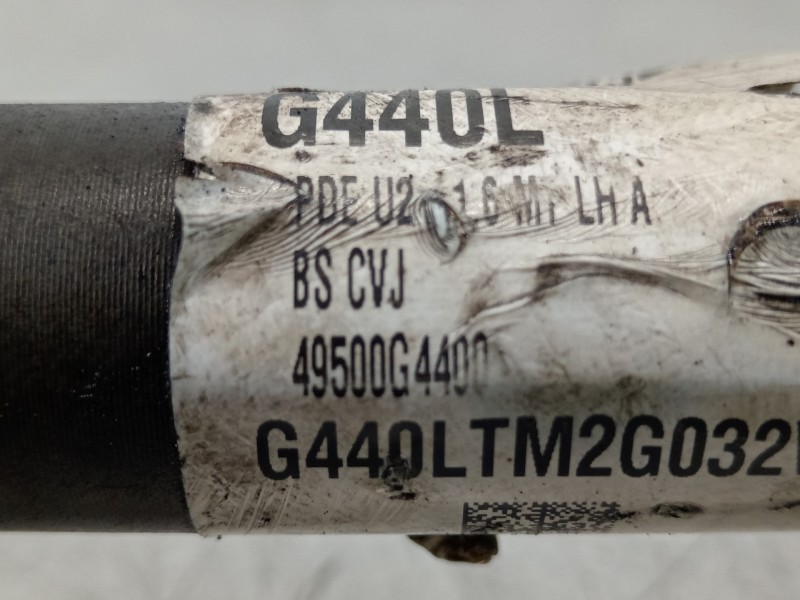 G440L
PDE U2 1.6 MT LH A
BS CVJ
49500G4400
G440LTM2G032